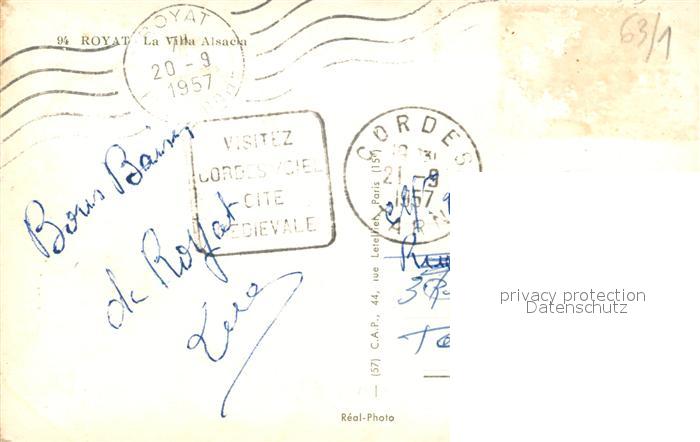 94 ROYAT La Villa Alsacia
ROYAT
20-9
1957
63/1
VISITEZ
CORDES S/CIEL
CITE
MEDIEVALE
CORDES
21-9
1957
TARN
Bons Baisers
de Royat
3 R
(57) C.A.P., 44, rue Letellier, Paris (15e)
Réal-Photo
privacy protection
Datenschutz